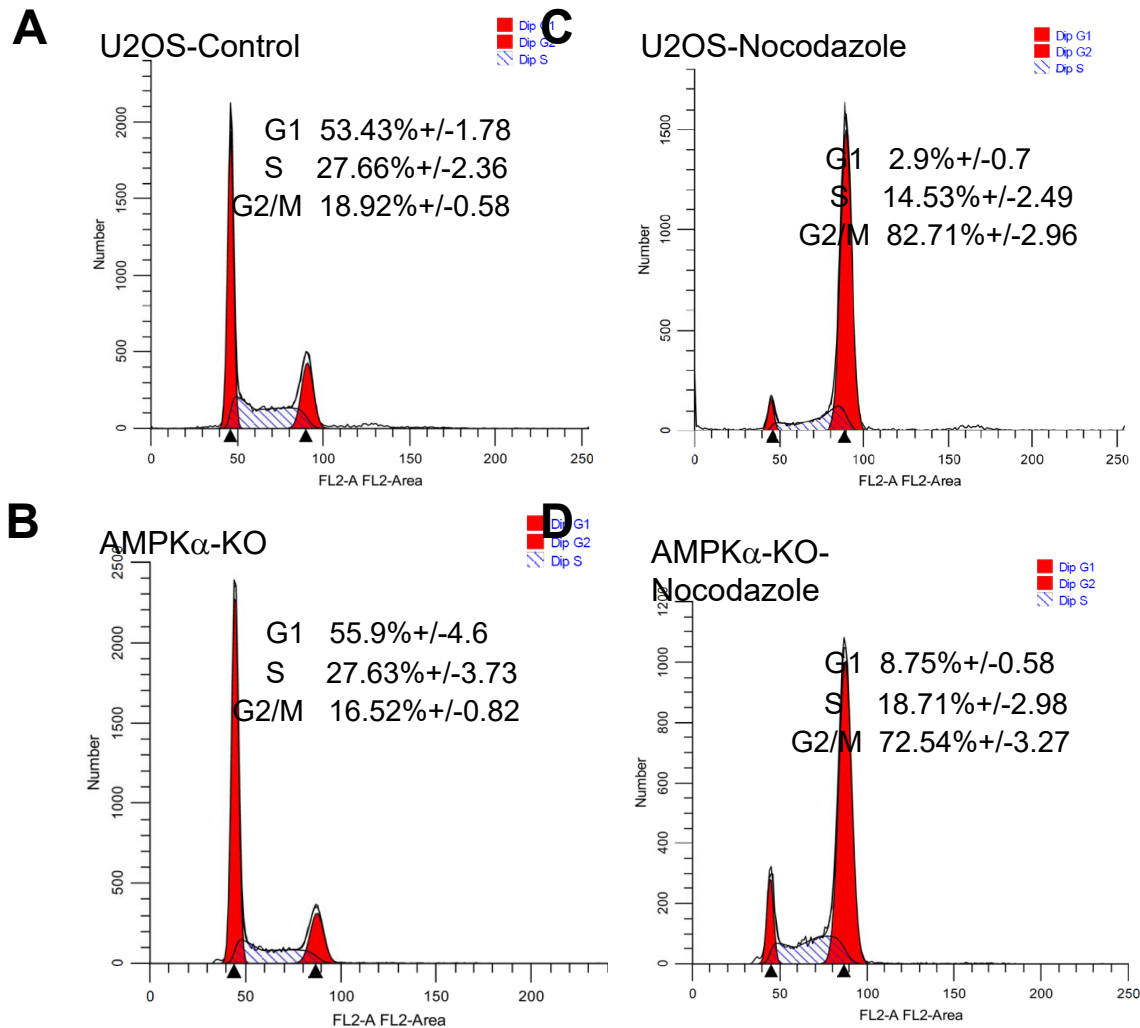 A
U2OS-Control
Dip G1
Dip G2
Dip S
G1 53.43%+/-1.78
S 27.66%+/-2.36
G2/M 18.92%+/-0.58
Number
0 500 1000 1500 2000
0 50 100 150 200 250
FL2-A FL2-Area
C
U2OS-Nocodazole
Dip G1
Dip G2
Dip S
G1 2.9%+/-0.7
S 14.53%+/-2.49
G2/M 82.71%+/-2.96
Number
0 500 1000 1500
0 50 100 150 200 250
FL2-A FL2-Area
B
AMPKα-KO
Dip G1
Dip G2
Dip S
G1 55.9%+/-4.6
S 27.63%+/-3.73
G2/M 16.52%+/-0.82
Number
0 500 1000 1500 2000 2500
0 50 100 150 200
FL2-A FL2-Area
D
AMPKα-KO-
Nocodazole
Dip G1
Dip G2
Dip S
G1 8.75%+/-0.58
S 18.71%+/-2.98
G2/M 72.54%+/-3.27
Number
0 200 400 600 800 1000 1200
0 50 100 150 200 250
FL2-A FL2-Area